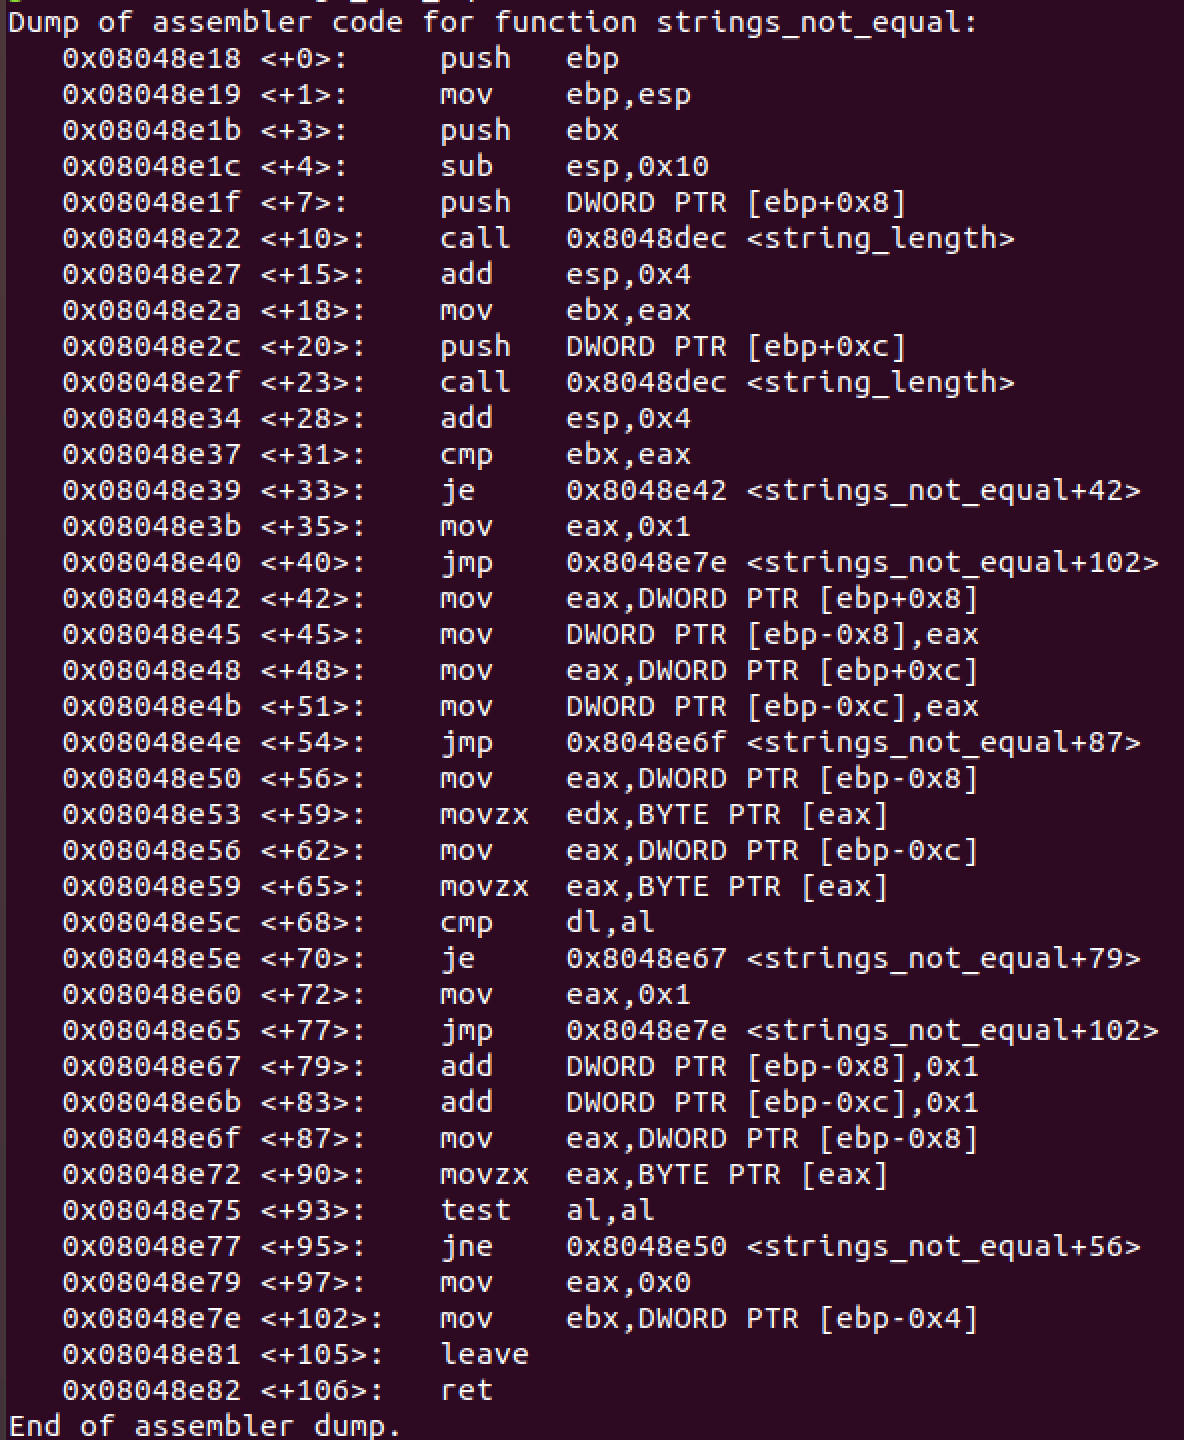 Dump of assembler code for function strings_not_equal:
   0x08048e18 <+0>:     push   ebp
   0x08048e19 <+1>:     mov    ebp,esp
   0x08048e1b <+3>:     push   ebx
   0x08048e1c <+4>:     sub    esp,0x10
   0x08048e1f <+7>:     push   DWORD PTR [ebp+0x8]
   0x08048e22 <+10>:    call   0x8048dec <string_length>
   0x08048e27 <+15>:    add    esp,0x4
   0x08048e2a <+18>:    mov    ebx,eax
   0x08048e2c <+20>:    push   DWORD PTR [ebp+0xc]
   0x08048e2f <+23>:    call   0x8048dec <string_length>
   0x08048e34 <+28>:    add    esp,0x4
   0x08048e37 <+31>:    cmp    ebx,eax
   0x08048e39 <+33>:    je     0x8048e42 <strings_not_equal+42>
   0x08048e3b <+35>:    mov    eax,0x1
   0x08048e40 <+40>:    jmp    0x8048e7e <strings_not_equal+102>
   0x08048e42 <+42>:    mov    eax,DWORD PTR [ebp+0x8]
   0x08048e45 <+45>:    mov    DWORD PTR [ebp-0x8],eax
   0x08048e48 <+48>:    mov    eax,DWORD PTR [ebp+0xc]
   0x08048e4b <+51>:    mov    DWORD PTR [ebp-0xc],eax
   0x08048e4e <+54>:    jmp    0x8048e6f <strings_not_equal+87>
   0x08048e50 <+56>:    mov    eax,DWORD PTR [ebp-0x8]
   0x08048e53 <+59>:    movzx  edx,BYTE PTR [eax]
   0x08048e56 <+62>:    mov    eax,DWORD PTR [ebp-0xc]
   0x08048e59 <+65>:    movzx  eax,BYTE PTR [eax]
   0x08048e5c <+68>:    cmp    dl,al
   0x08048e5e <+70>:    je     0x8048e67 <strings_not_equal+79>
   0x08048e60 <+72>:    mov    eax,0x1
   0x08048e65 <+77>:    jmp    0x8048e7e <strings_not_equal+102>
   0x08048e67 <+79>:    add    DWORD PTR [ebp-0x8],0x1
   0x08048e6b <+83>:    add    DWORD PTR [ebp-0xc],0x1
   0x08048e6f <+87>:    mov    eax,DWORD PTR [ebp-0x8]
   0x08048e72 <+90>:    movzx  eax,BYTE PTR [eax]
   0x08048e75 <+93>:    test   al,al
   0x08048e77 <+95>:    jne    0x8048e50 <strings_not_equal+56>
   0x08048e79 <+97>:    mov    eax,0x0
   0x08048e7e <+102>:   mov    ebx,DWORD PTR [ebp-0x4]
   0x08048e81 <+105>:   leave
   0x08048e82 <+106>:   ret
End of assembler dump.